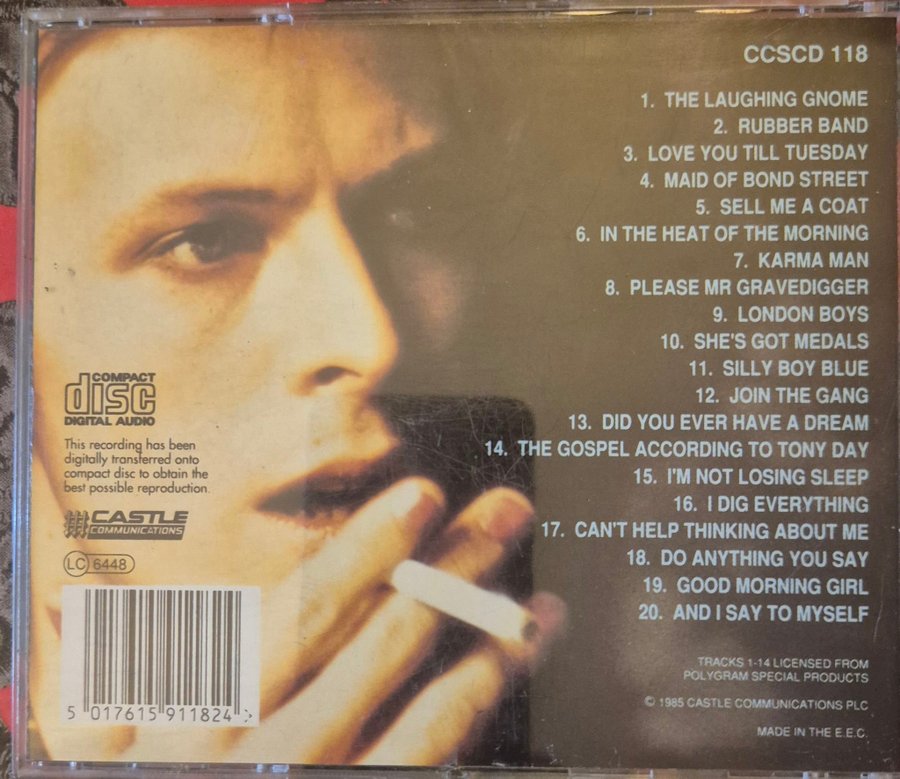 CCSCD 118
1. THE LAUGHING GNOME
2. RUBBER BAND
3. LOVE YOU TILL TUESDAY
4. MAID OF BOND STREET
5. SELL ME A COAT
6. IN THE HEAT OF THE MORNING
7. KARMA MAN
8. PLEASE MR GRAVEDIGGER
9. LONDON BOYS
10. SHE'S GOT MEDALS
11. SILLY BOY BLUE
12. JOIN THE GANG
13. DID YOU EVER HAVE A DREAM
14. THE GOSPEL ACCORDING TO TONY DAY
15. I'M NOT LOSING SLEEP
16. I DIG EVERYTHING
17. CAN'T HELP THINKING ABOUT ME
18. DO ANYTHING YOU SAY
19. GOOD MORNING GIRL
20. AND I SAY TO MYSELF
TRACKS 1-14 LICENSED FROM
POLYGRAM SPECIAL PRODUCTS
© 1985 CASTLE COMMUNICATIONS PLC
MADE IN THE E.E.C.
COMPACT
disc
DIGITAL AUDIO
This recording has been
digitally transferred onto
compact disc to obtain the
best possible reproduction.
CASTLE
COMMUNICATIONS
LC 6448
5 017615 911824 >